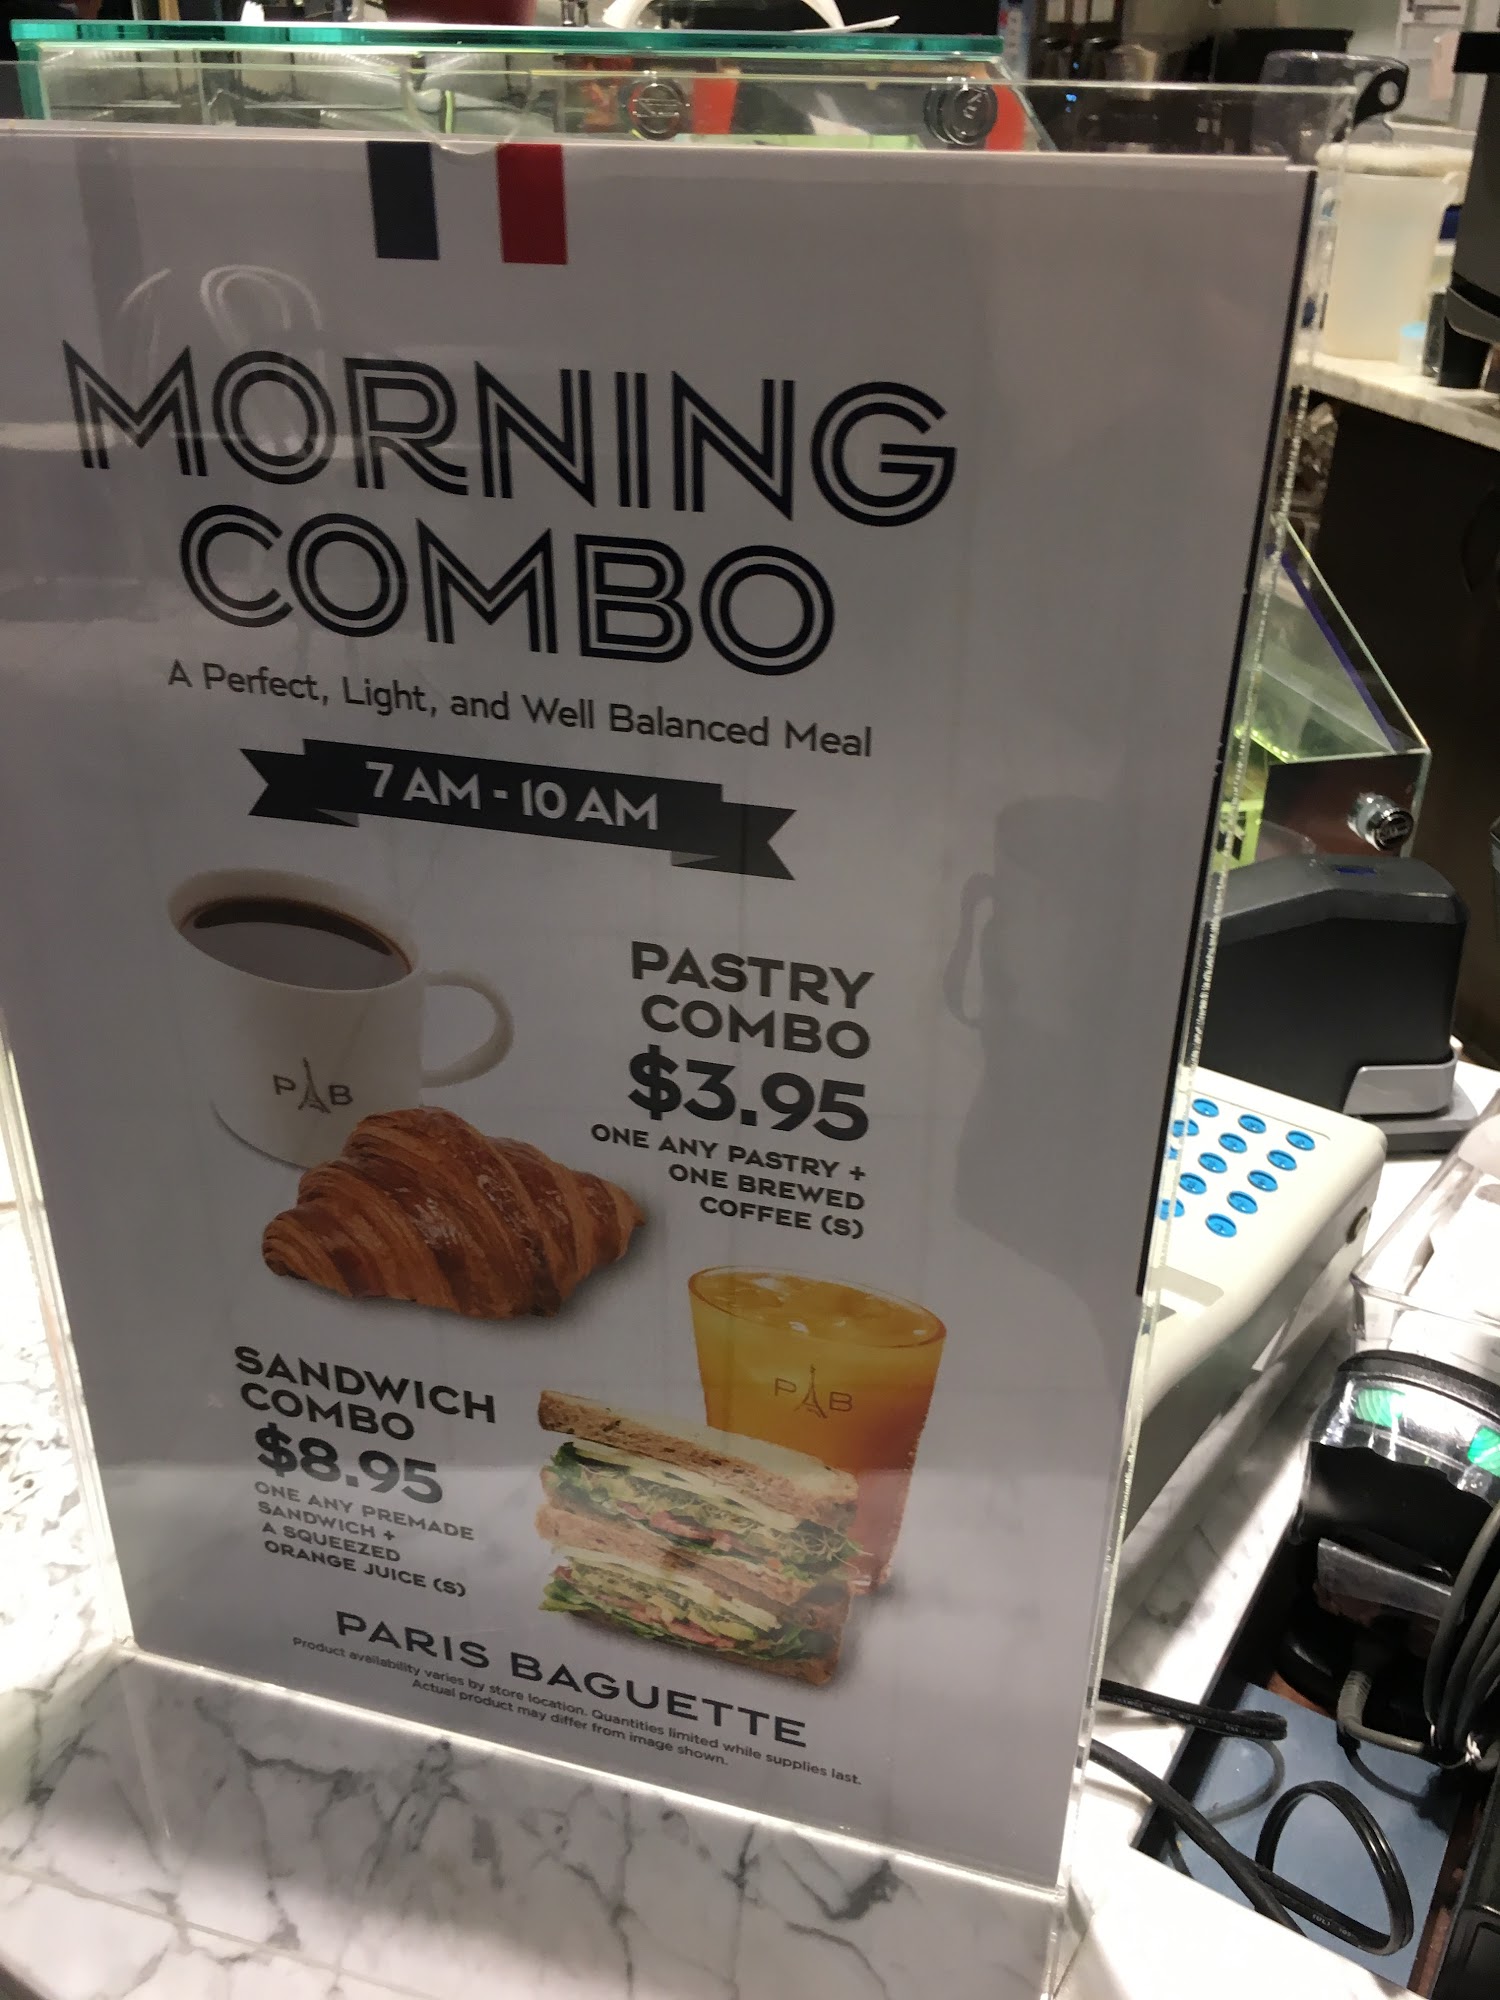 MORNING
COMBO
A Perfect, Light, and Well Balanced Meal
7 AM - 10 AM
PASTRY
COMBO
$3.95
ONE ANY PASTRY +
ONE BREWED
COFFEE (S)
P B
P B
SANDWICH
COMBO
$8.95
ONE ANY PREMADE
SANDWICH +
A SQUEEZED
ORANGE JUICE (S)
PARIS BAGUETTE
Product availability varies by store location. Quantities limited while supplies last.
Actual product may differ from image shown.